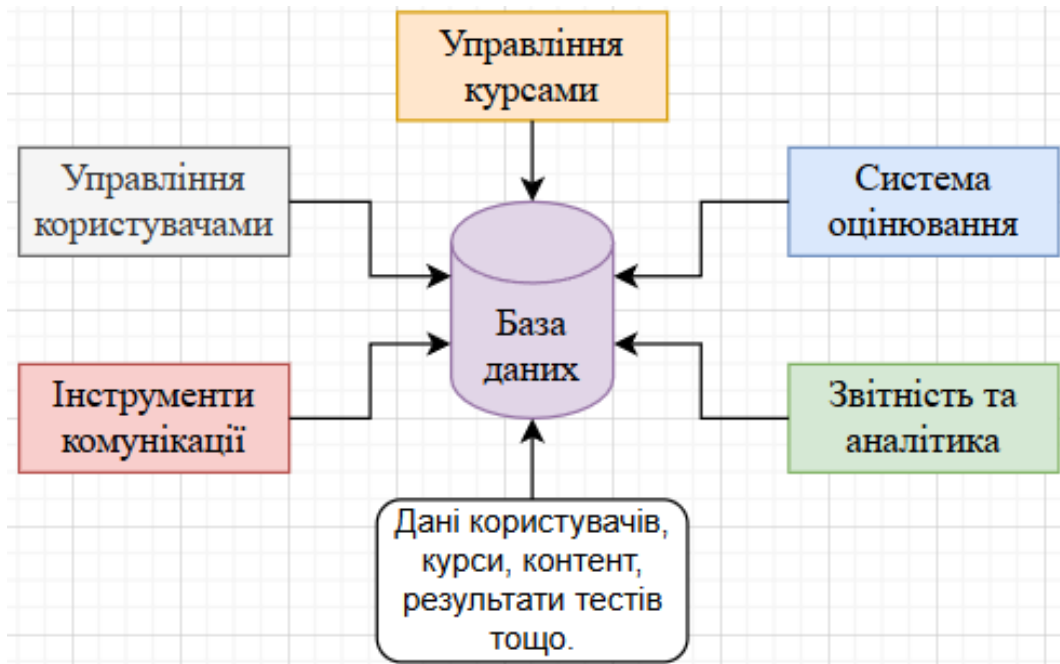 Управління
курсами
Управління
користувачами
Система
оцінювання
База
даних
Інструменти
комунікації
Звітність та
аналітика
Дані користувачів,
курси, контент,
результати тестів
тощо.